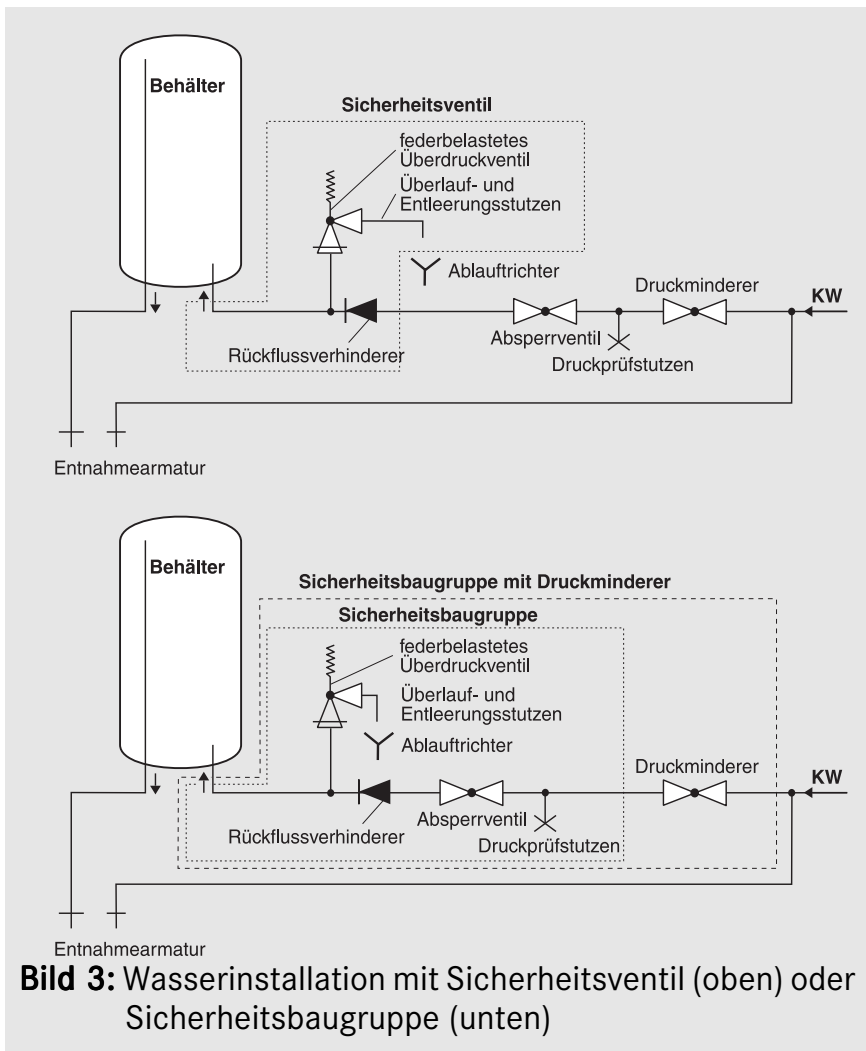 Behälter
Sicherheitsventil
federbelastetes
Überdruckventil
Überlauf- und
Entleerungsstutzen
Ablauftrichter
Druckminderer
KW
Absperrventil
Druckprüfstutzen
Rückflussverhinderer
Entnahmearmatur
Behälter
Sicherheitsbaugruppe mit Druckminderer
Sicherheitsbaugruppe
federbelastetes
Überdruckventil
Überlauf- und
Entleerungsstutzen
Ablauftrichter
Druckminderer
KW
Absperrventil
Rückflussverhinderer
Druckprüfstutzen
Entnahmearmatur
Bild 3: Wasserinstallation mit Sicherheitsventil (oben) oder
Sicherheitsbaugruppe (unten)